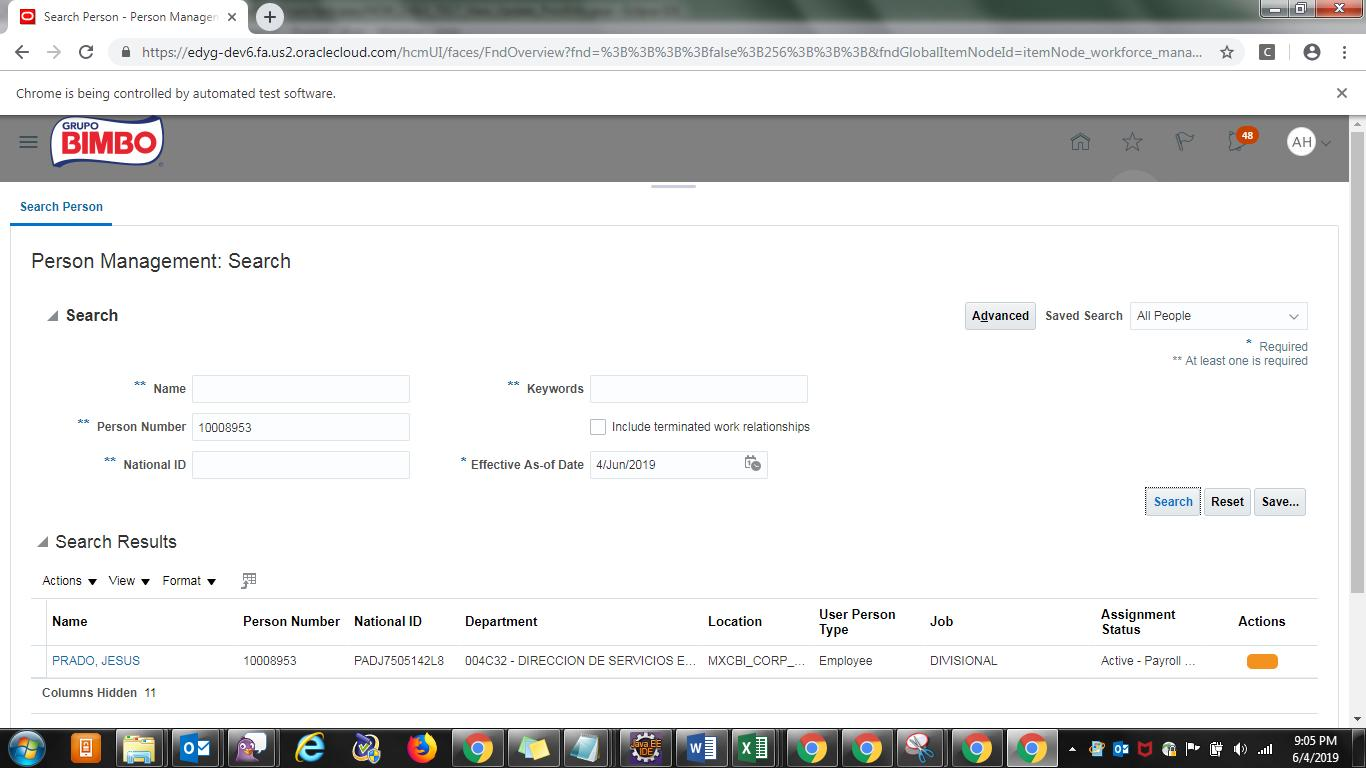 Search Person - Person Managem
https://edyg-dev6.fa.us2.oraclecloud.com/hcmUI/faces/FndOverview?fnd=%3B%3B%3B%3Bfalse%3B256%3B%3B%3B&fndGlobalItemNodeId=itemNode_workforce_mana...
C
Chrome is being controlled by automated test software.
GRUPO
BIMBO
48
AH
Search Person
Person Management: Search
Search
Advanced Saved Search All People
* Required
** At least one is required
** Name
** Keywords
** Person Number 10008953
Include terminated work relationships
** National ID
* Effective As-of Date 4/Jun/2019
Search Reset Save...
Search Results
Actions View Format
Name Person Number National ID Department Location User Person Type Job Assignment Status Actions
PRADO, JESUS 10008953 PADJ7505142L8 004C32 - DIRECCION DE SERVICIOS E... MXCBI_CORP_... Employee DIVISIONAL Active - Payroll ...
Columns Hidden 11
Java EE
IDE
9:05 PM
6/4/2019